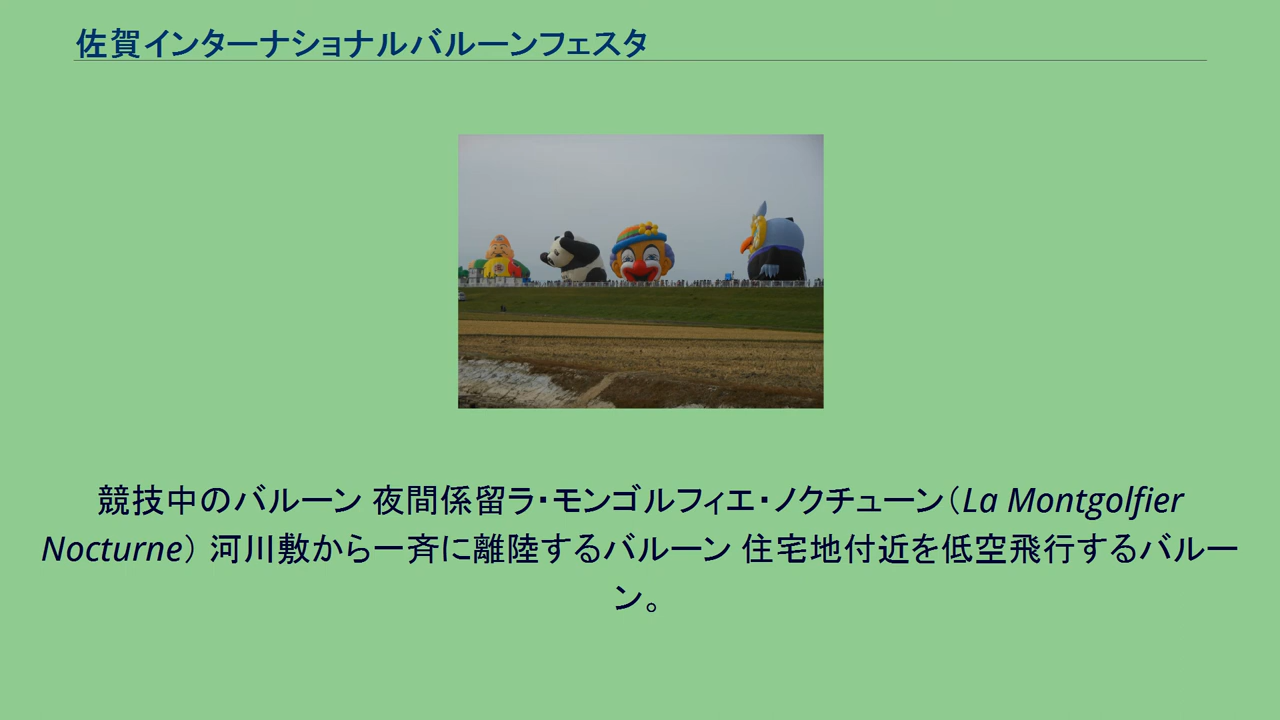 佐賀インターナショナルバルーンフェスタ
競技中のバルーン 夜間係留ラ・モンゴルフィエ・ノクチューン（La Montgolfier
Nocturne） 河川敷から一斉に離陸するバルーン 住宅地付近を低空飛行するバルー
ン。